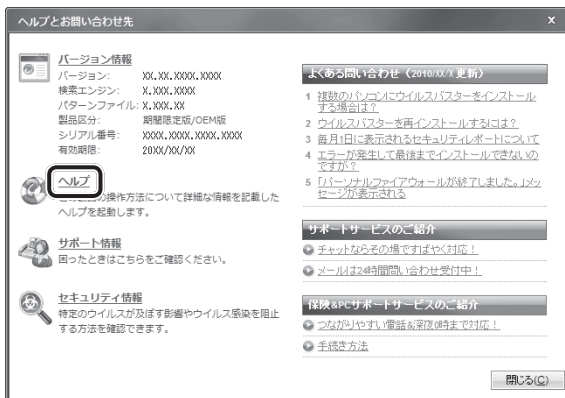 ヘルプとお問い合わせ先
x
バージョン情報
バージョン: XX.XX.XXXX.XXXX
検索エンジン: X.XXX.XXXX
パターンファイル: X.XXX.XX
製品区分: 期間限定版/OEM版
シリアル番号: XXXX.XXXX.XXXX.XXXX
有効期限: 20XX/XX/XX
ヘルプ
の操作方法について詳細な情報を記載した
ヘルプを起動します。
サポート情報
困ったときはこちらをご確認ください。
セキュリティ情報
特定のウイルスが及ぼす影響やウイルス感染を阻止
する方法を確認できます。
よくある問い合わせ（2010/XX/X 更新）
1 複数のパソコンにウイルスバスターをインストール
する場合は？
2 ウイルスバスターを再インストールするには？
3 毎月1日に表示されるセキュリティレポートについて
4 エラーが発生して最後までインストールできないの
ですが？
5 「パーソナルファイアウォールが終了しました。」メッ
セージが表示される
サポートサービスのご紹介
チャットならその場ですばやく対応！
メールは24時間問い合わせ受付中！
保険&PCサポートサービスのご紹介
つながりやすい電話&深夜0時まで対応！
手続き方法
閉じる(C)